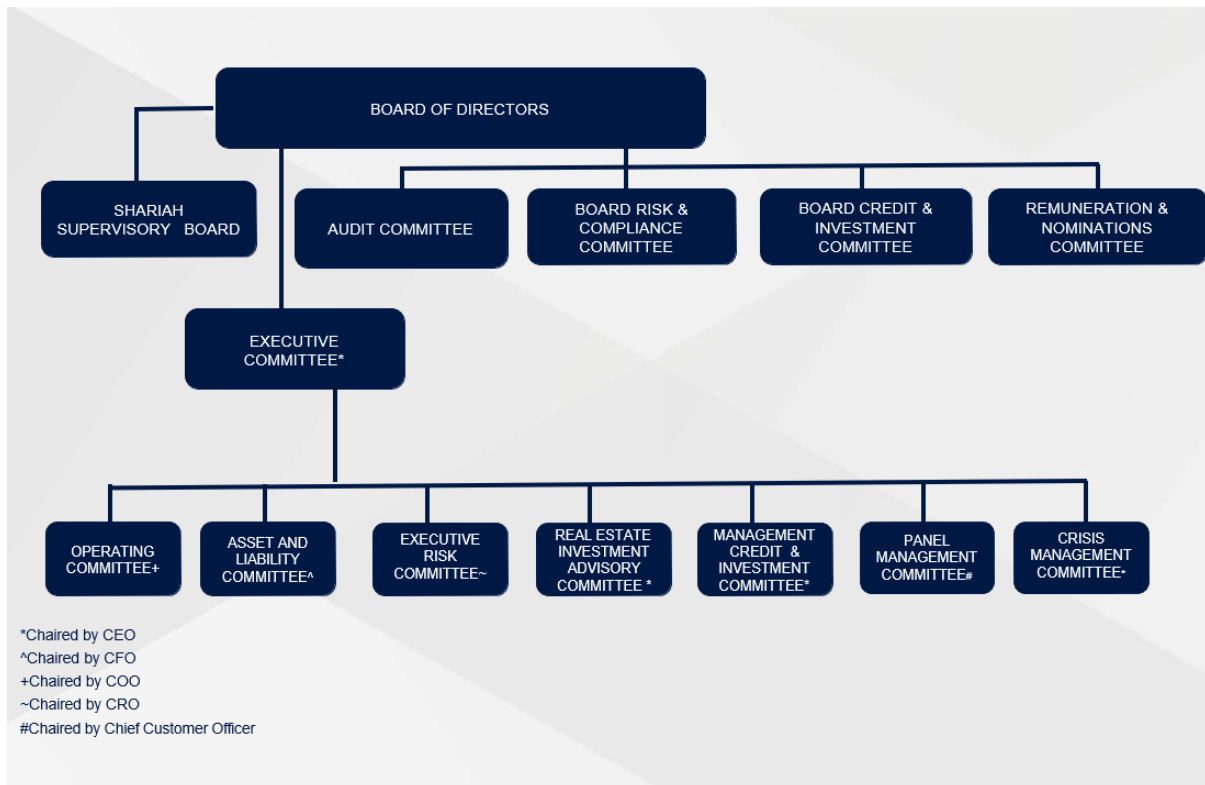 BOARD OF DIRECTORS
SHARIAH
SUPERVISORY BOARD
AUDIT COMMITTEE
BOARD RISK &
COMPLIANCE
COMMITTEE
BOARD CREDIT &
INVESTMENT
COMMITTEE
REMUNERATION &
NOMINATIONS
COMMITTEE
EXECUTIVE
COMMITTEE*
OPERATING
COMMITTEE+
ASSET AND
LIABILITY
COMMITTEE^
EXECUTIVE
RISK
COMMITTEE~
REAL ESTATE
INVESTMENT
ADVISORY
COMMITTEE *
MANAGEMENT
CREDIT &
INVESTMENT
COMMITTEE*
PANEL
MANAGEMENT
COMMITTEE#
CRISIS
MANAGEMENT
COMMITTEE*
*Chaired by CEO
^Chaired by CFO
+Chaired by COO
~Chaired by CRO
#Chaired by Chief Customer Officer